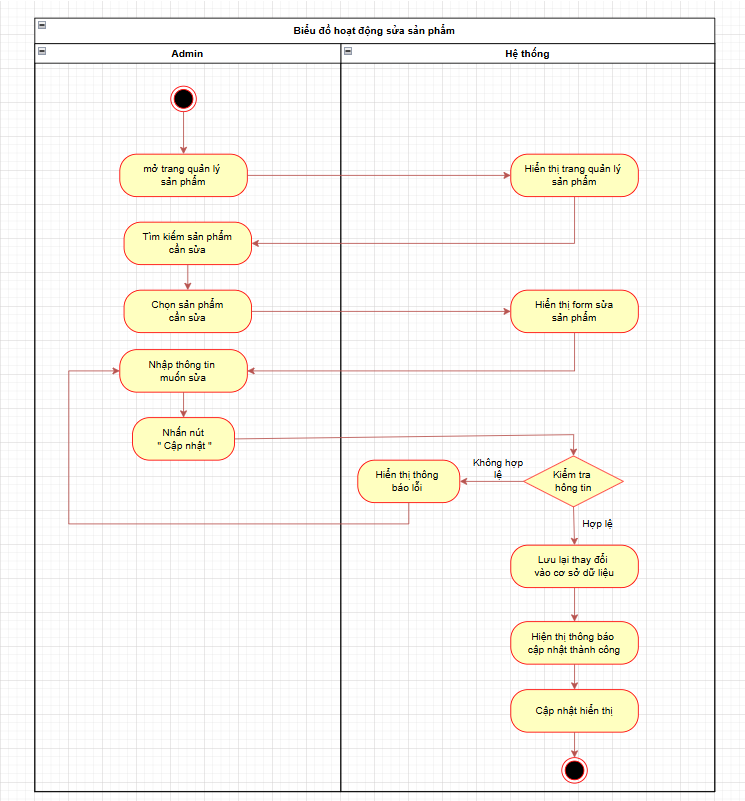 Biểu đồ hoạt động sửa sản phẩm
Admin
Hệ thống
mở trang quản lý
sản phẩm
Hiển thị trang quản lý
sản phẩm
Tìm kiếm sản phẩm
cần sửa
Chọn sản phẩm
cần sửa
Hiển thị form sửa
sản phẩm
Nhập thông tin
muốn sửa
Nhấn nút
" Cập nhật "
Kiểm tra
hông tin
Không hợp
lệ
Hiển thị thông
báo lỗi
Hợp lệ
Lưu lại thay đổi
vào cơ sở dữ liệu
Hiện thị thông báo
cập nhật thành công
Cập nhật hiển thị